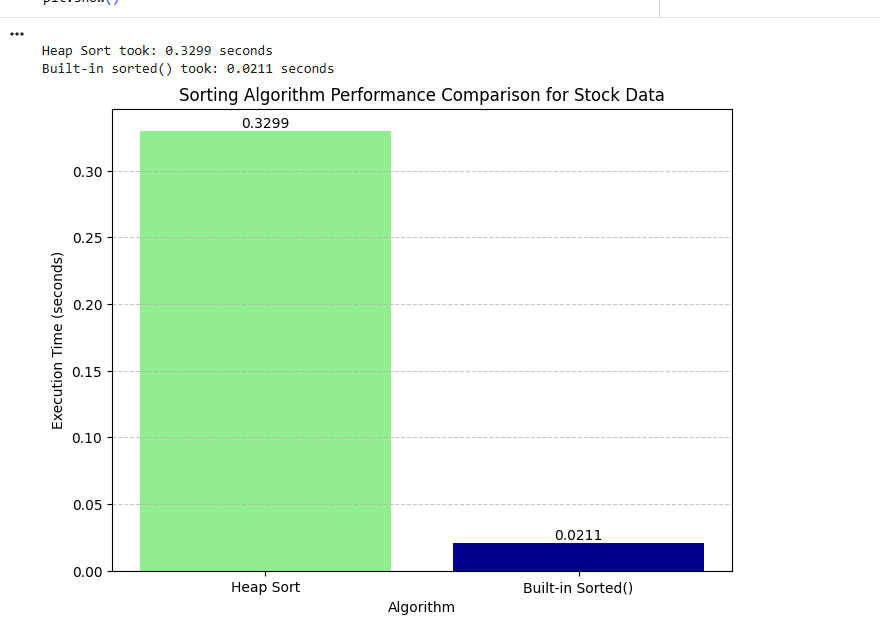 plt.show()
Heap Sort took: 0.3299 seconds
Built-in sorted() took: 0.0211 seconds
Sorting Algorithm Performance Comparison for Stock Data
0.3299
0.30
0.25
0.20
0.15
0.10
0.05
0.00
Execution Time (seconds)
0.0211
Heap Sort
Built-in Sorted()
Algorithm